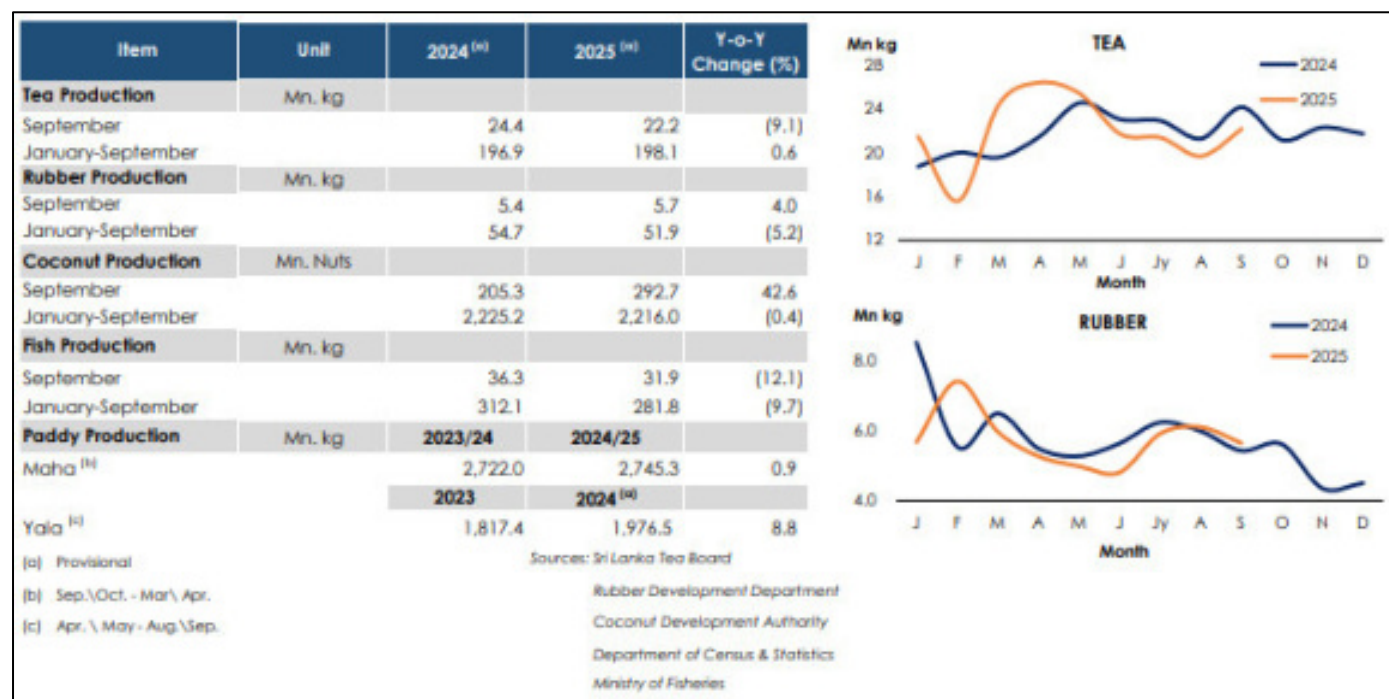 Item Unit 2024 (a) 2025 (a) Y-o-Y Change (%)
Tea Production Mn. kg
September 24.4 22.2 (9.1)
January-September 196.9 198.1 0.6
Rubber Production Mn. kg
September 5.4 5.7 4.0
January-September 54.7 51.9 (5.2)
Coconut Production Mn. Nuts
September 205.3 292.7 42.6
January-September 2,225.2 2,216.0 (0.4)
Fish Production Mn. kg
September 36.3 31.9 (12.1)
January-September 312.1 281.8 (9.7)
Paddy Production Mn. kg 2023/24 2024/25
Maha (b) 2,722.0 2,745.3 0.9
2023 2024 (a)
Yala (c) 1,817.4 1,976.5 8.8
(a) Provisional
(b) Sep.\Oct. - Mar\ Apr.
(c) Apr. \ May - Aug.\Sep.
Sources: Sri Lanka Tea Board
Rubber Development Department
Coconut Development Authority
Department of Census & Statistics
Ministry of Fisheries
Mn kg TEA
28
24
20
16
12
2024
2025
J F M A M J Jy A S O N D
Month
Mn kg RUBBER
8.0
6.0
4.0
2024
2025
J F M A M J Jy A S O N D
Month